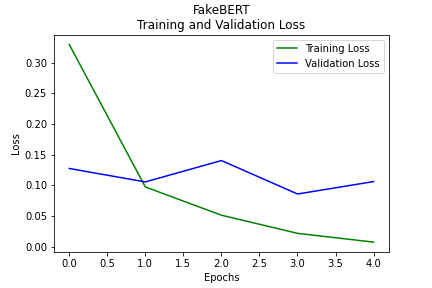 FakeBERT
Training and Validation Loss
Training Loss
Validation Loss
Loss
0.30
0.25
0.20
0.15
0.10
0.05
0.00
0.0 0.5 1.0 1.5 2.0 2.5 3.0 3.5 4.0
Epochs